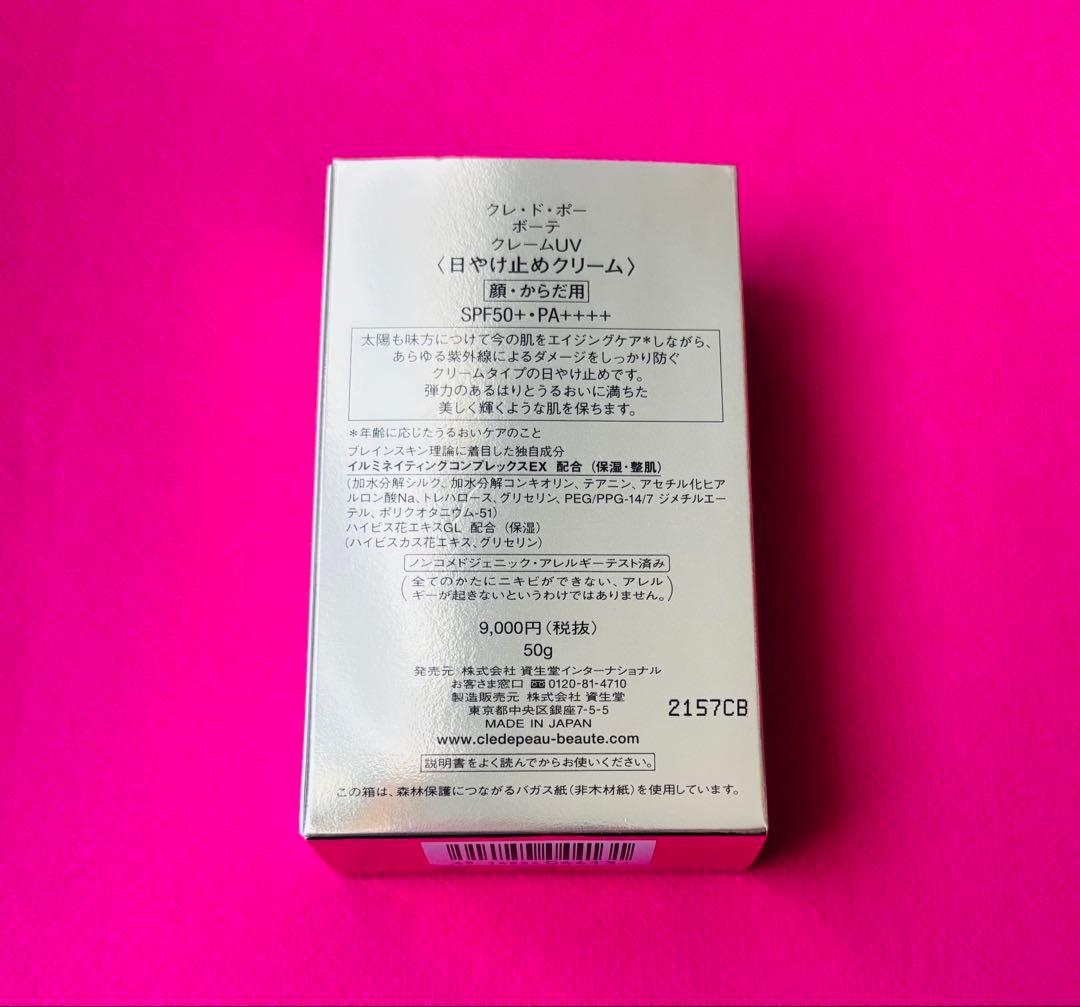 クレ・ド・ポー
ボーテ
クレームUV
〈日やけ止めクリーム〉
顔・からだ用
SPF50+・PA++++
太陽も味方につけて今の肌をエイジングケア*しながら、
あらゆる紫外線によるダメージをしっかり防ぐ
クリームタイプの日やけ止めです。
弾力のあるはりとうるおいに満ちた
美しく輝くような肌を保ちます。
*年齢に応じたうるおいケアのこと
ブレインスキン理論に着目した独自成分
イルミネイティングコンプレックスEX 配合（保湿・整肌）
（加水分解シルク、加水分解コンキオリン、テアニン、アセチル化ヒア
ルロン酸Na、トレハロース、グリセリン、PEG/PPG-14/7 ジメチルエー
テル、ポリクオタニウム-51）
ハイビス花エキスGL 配合（保湿）
（ハイビスカス花エキス、グリセリン）
ノンコメドジェニック・アレルギーテスト済み
（全てのかたにニキビができない、アレル
ギーが起きないというわけではありません。）
9,000円（税抜）
50g
発売元 株式会社 資生堂インターナショナル
お客さま窓口 0120-81-4710
製造販売元 株式会社 資生堂
東京都中央区銀座7-5-5
2157CB
MADE IN JAPAN
www.cledepeau-beaute.com
説明書をよく読んでからお使いください。
この箱は、森林保護につながるバガス紙（非木材紙）を使用しています。